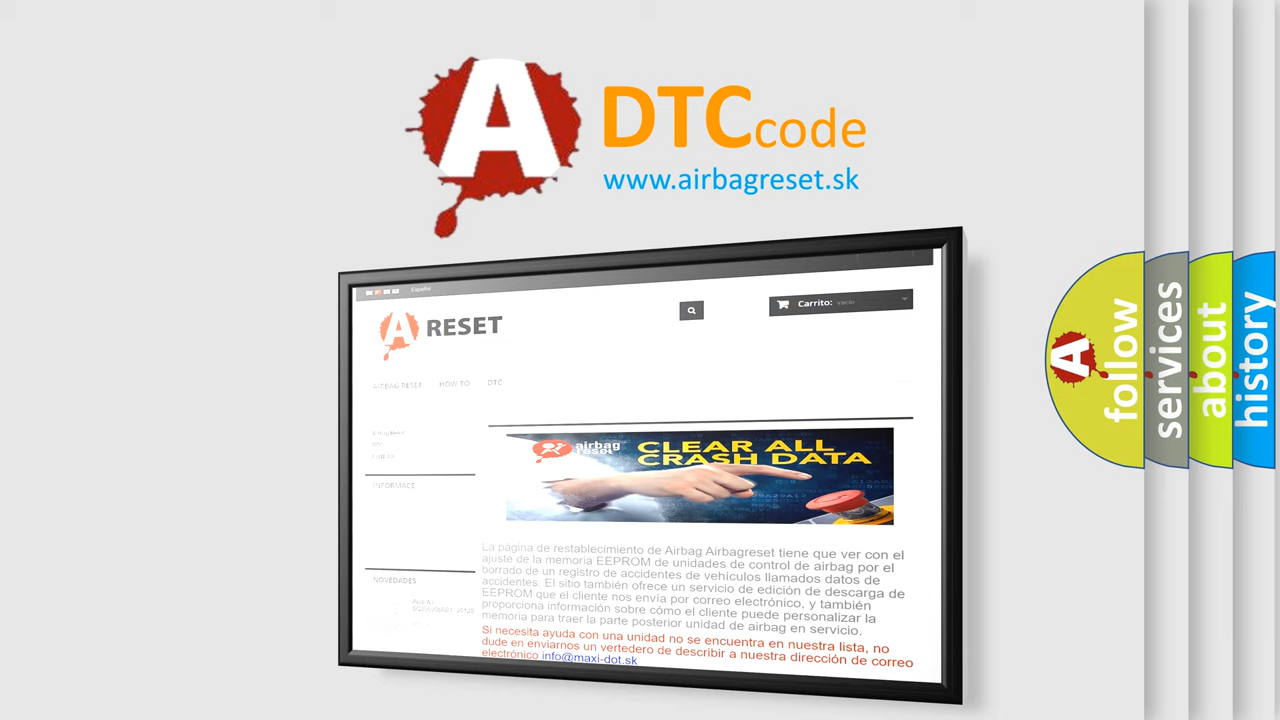 A
DTCcode
www.airbagreset.sk
Español
A RESET
Carrito: vacío
AIRBAG RESET HOW TO DTC
INFORMACE
NOVEDADES
airbag
reset
CLEAR ALL
CRASH DATA
La página de restablecimiento de Airbag Airbagreset tiene que ver con el
ajuste de la memoria EEPROM de unidades de control de airbag por el
borrado de un registro de accidentes de vehículos llamados datos de
accidentes. El sitio también ofrece un servicio de edición de descarga de
EEPROM que el cliente nos envía por correo electrónico, y también
proporciona información sobre cómo el cliente puede personalizar la
memoria para traer la parte posterior unidad de airbag en servicio.
Si necesita ayuda con una unidad no se encuentra en nuestra lista, no
dude en enviarnos un vertedero de describir a nuestra dirección de correo
electrónico info@maxi-dot.sk
A
follow
services
about
history